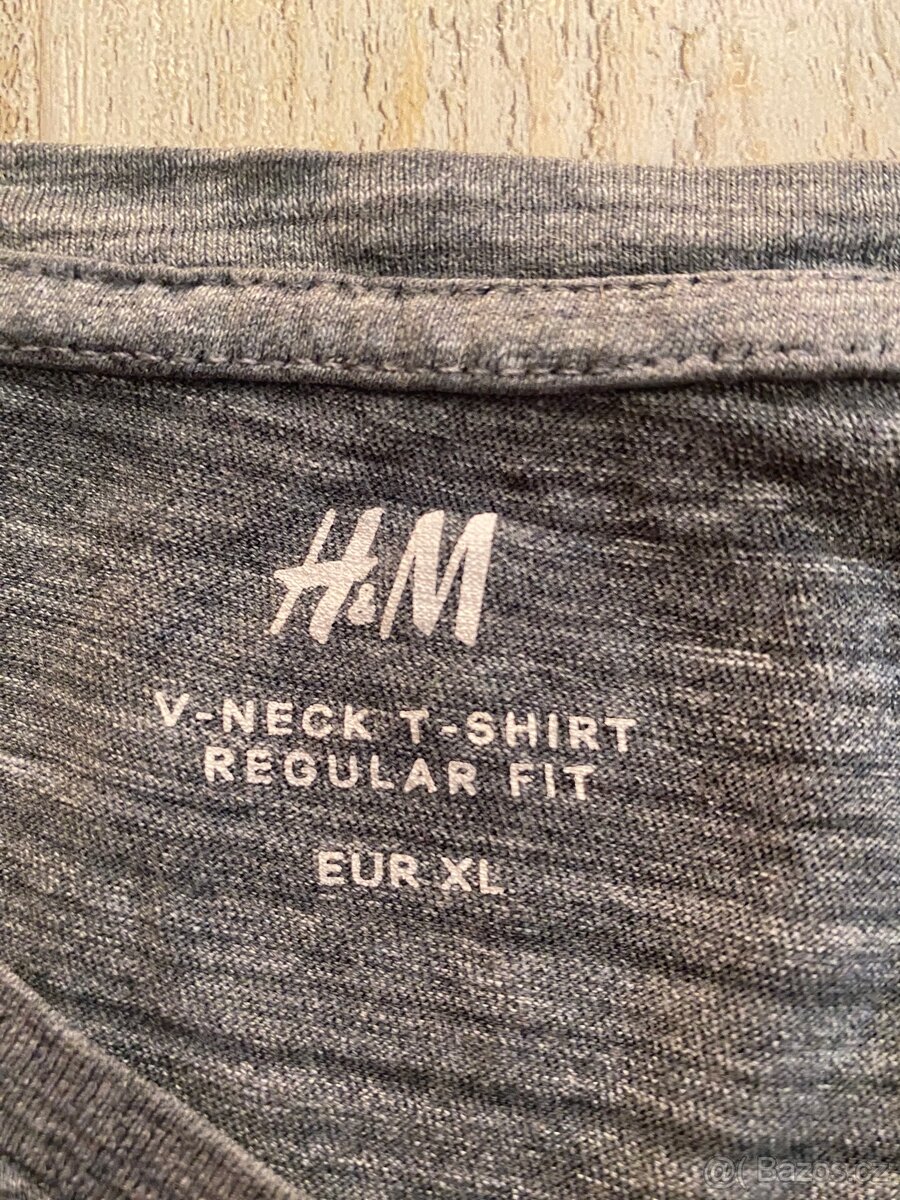 H&M
V-NECK T-SHIRT
REGULAR FIT
EUR XL
@( Bazos.cz